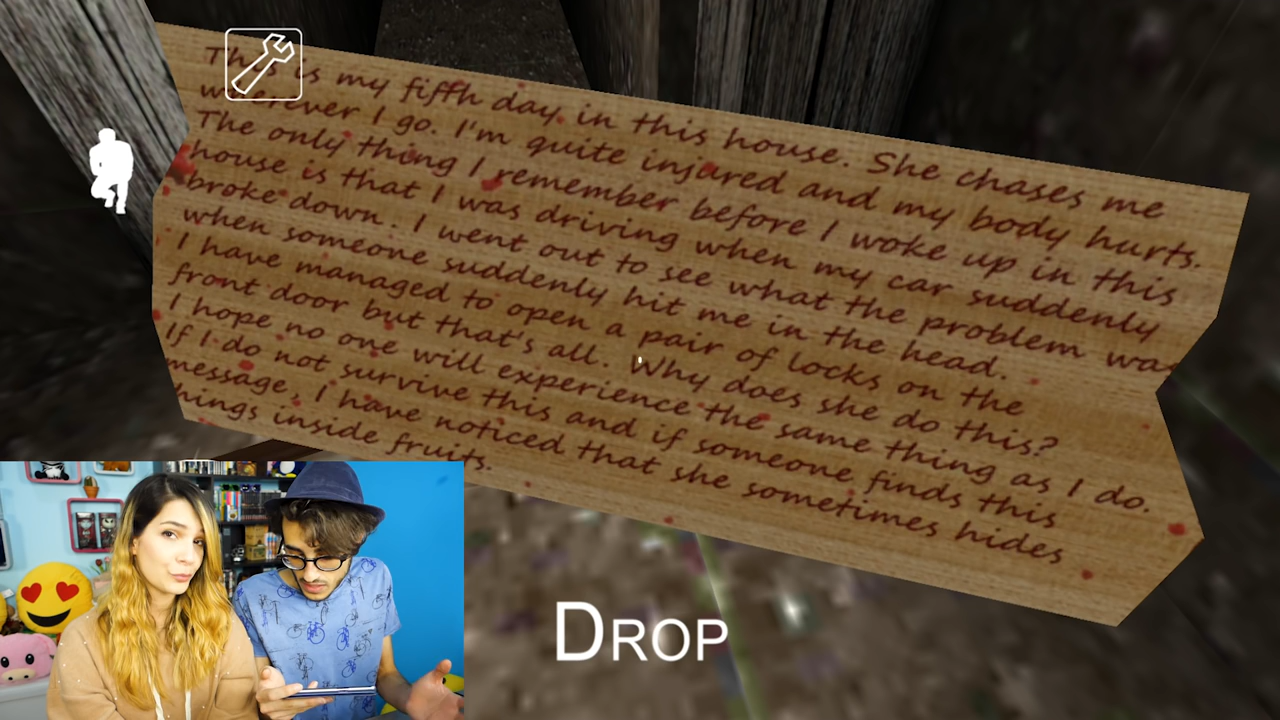 This is my fifth day in this house. She chases me
wherever I go. I'm quite injured and my body hurts.
The only thing I remember before I woke up in this
house is that I was driving when my car suddenly
broke down. I went out to see what the problem was
when someone suddenly hit me in the head.
I have managed to open a pair of locks on the
front door but that's all. Why does she do this?
I hope no one will experience the same thing as I do.
If I do not survive this and if someone finds this
message, I have noticed that she sometimes hides
things inside fruits.
DROP